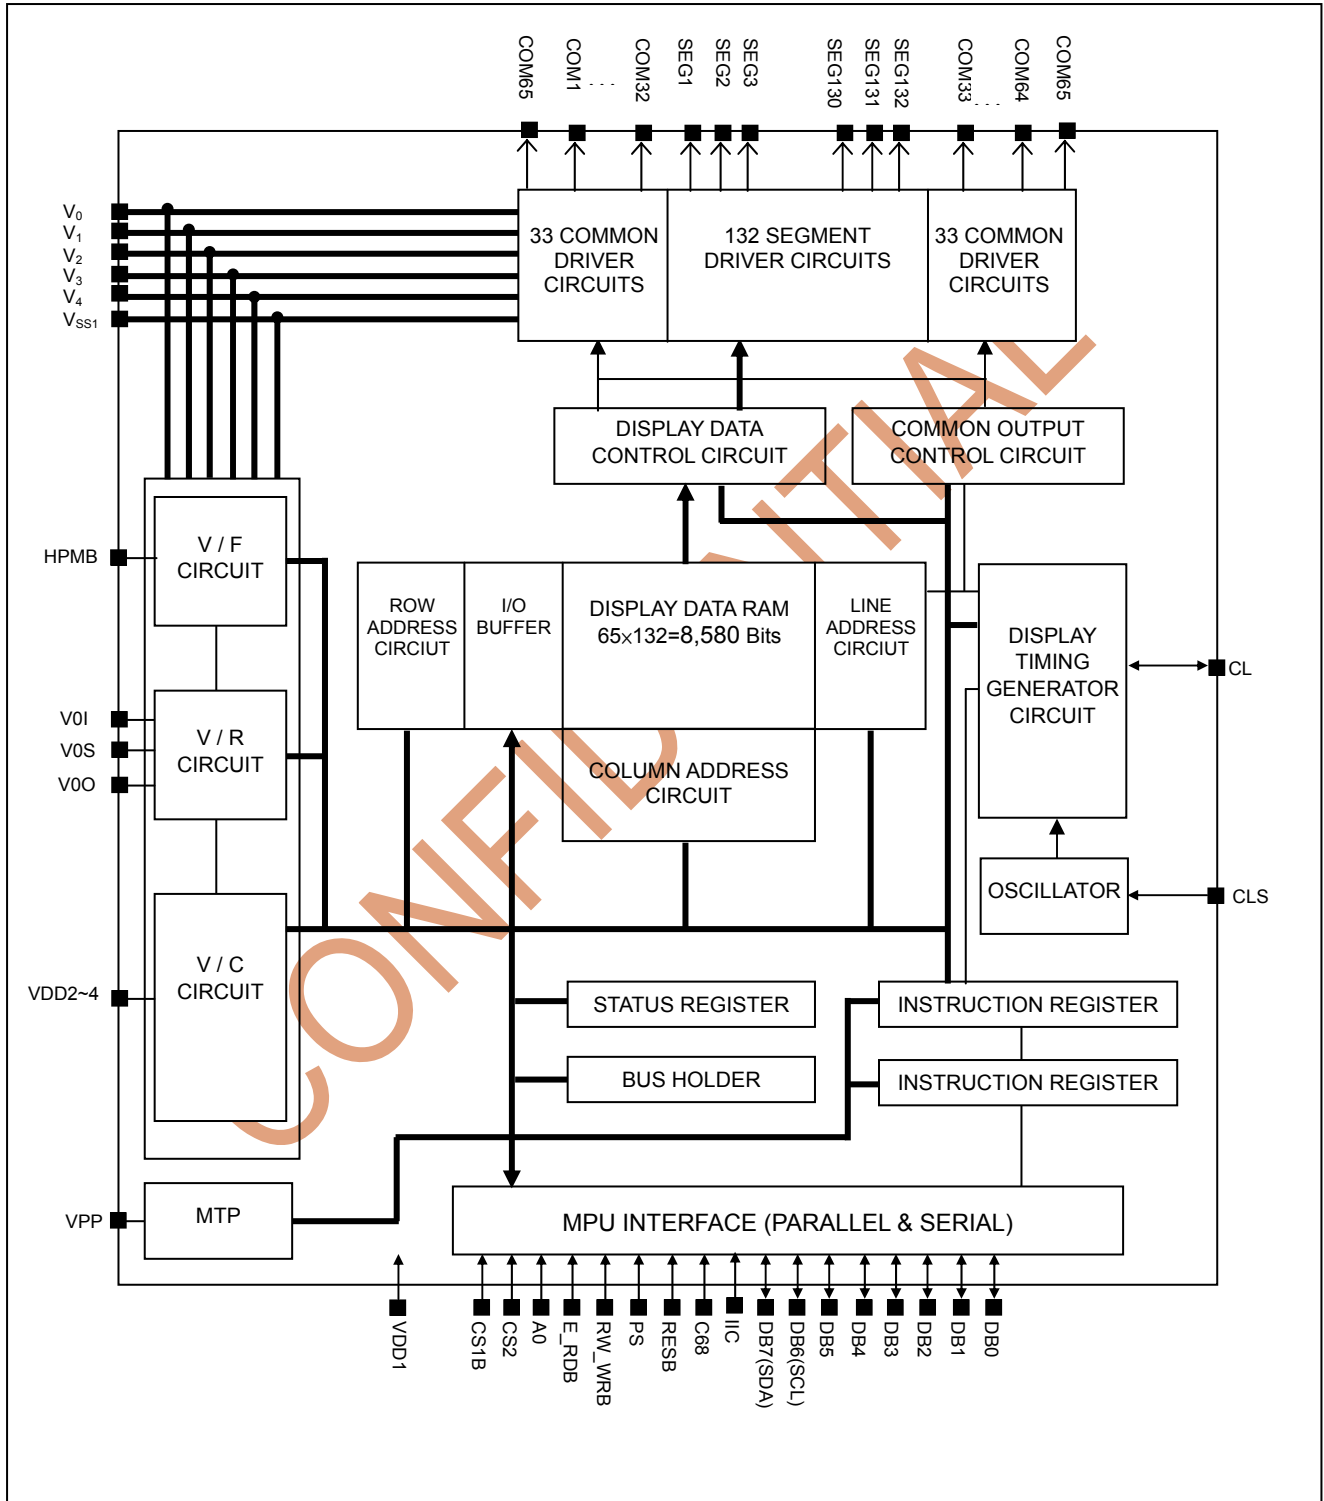 COM65
COM1
. . .
COM32
SEG1
SEG2
SEG3
SEG130
SEG131
SEG132
COM33
. . .
COM64
COM65
V0
V1
V2
V3
V4
VSS1
33 COMMON
DRIVER
CIRCUITS
132 SEGMENT
DRIVER CIRCUITS
33 COMMON
DRIVER
CIRCUITS
DISPLAY DATA
CONTROL CIRCUIT
COMMON OUTPUT
CONTROL CIRCUIT
HPMB
V / F
CIRCUIT
ROW
ADDRESS
CIRCIUT
I/O
BUFFER
DISPLAY DATA RAM
65×132=8,580 Bits
LINE
ADDRESS
CIRCIUT
DISPLAY
TIMING
GENERATOR
CIRCUIT
CL
V0I
V0S
V0O
V / R
CIRCUIT
COLUMN ADDRESS
CIRCUIT
OSCILLATOR
CLS
VDD2~4
V / C
CIRCUIT
STATUS REGISTER
INSTRUCTION REGISTER
BUS HOLDER
INSTRUCTION REGISTER
VPP
MTP
MPU INTERFACE (PARALLEL & SERIAL)
VDD1
CS1B
CS2
A0
E_RDB
RW_WRB
PS
RESB
C68
IIC
DB7(SDA)
DB6(SCL)
DB5
DB4
DB3
DB2
DB1
DB0
CONFIDENTIAL